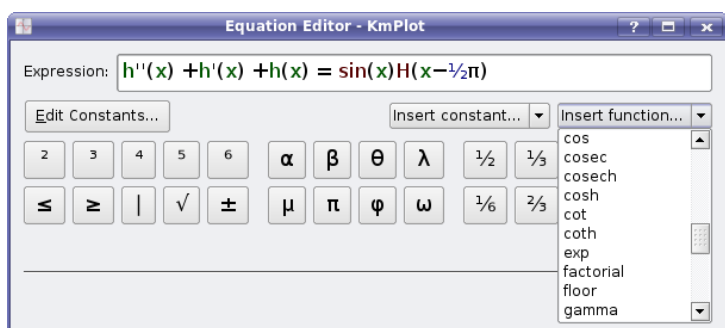 Equation Editor - KmPlot
?
Expression: h''(x) +h'(x) +h(x) = sin(x)H(x−½π)
Edit Constants... Insert constant... Insert function...
² ³ ⁴ ⁵ ⁶ α β θ λ ½ ⅓
≤ ≥ | √ ± μ π φ ω ⅙ ⅔
cos
cosec
cosech
cosh
cot
coth
exp
factorial
floor
gamma